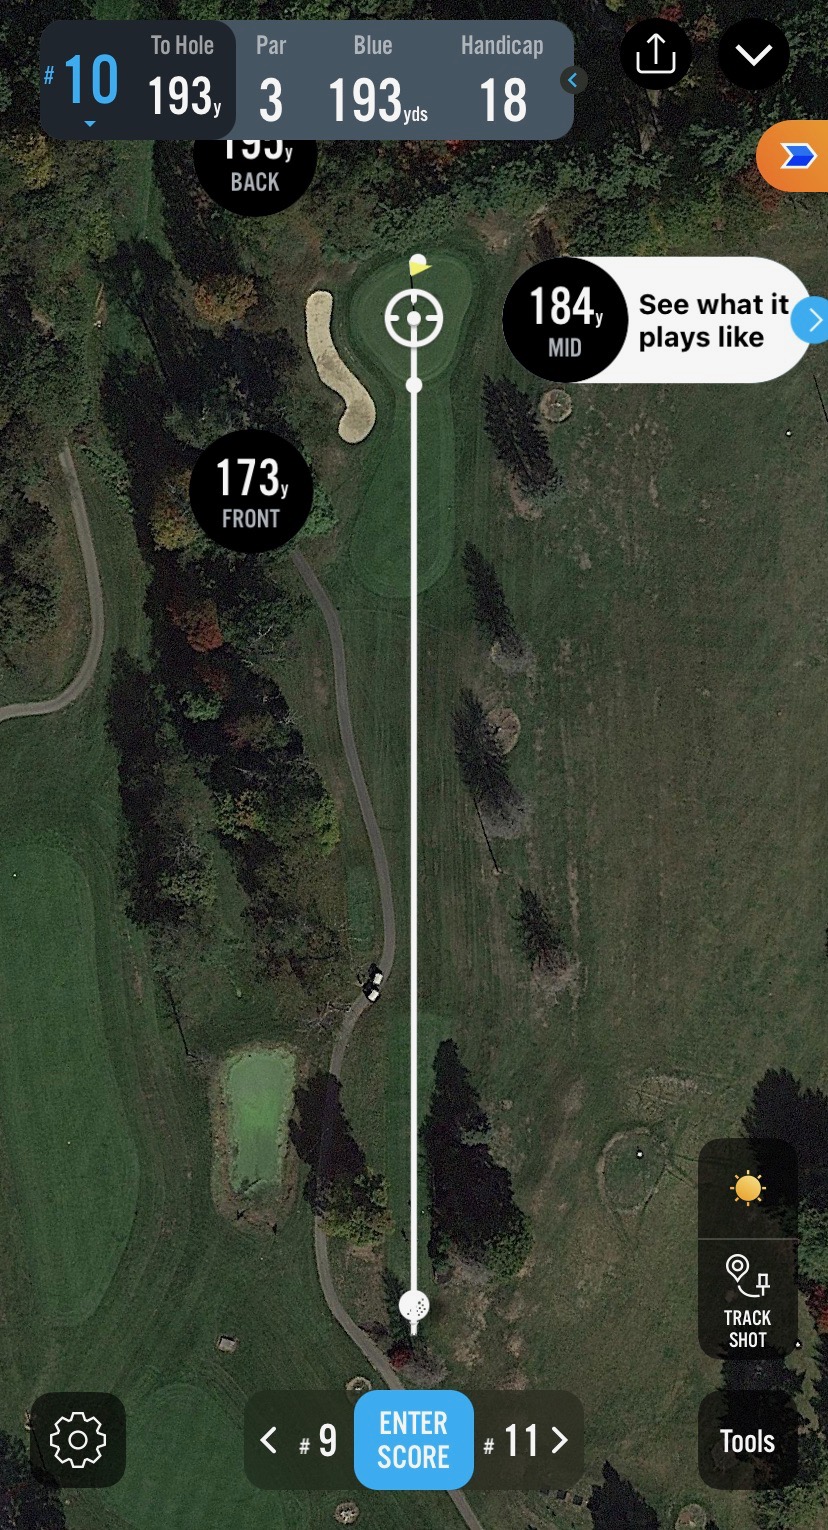 To Hole Par Blue Handicap
# 10 193y 3 193yds 18
195y
BACK
184y
MID
See what it
plays like
173y
FRONT
TRACK
SHOT
ENTER
SCORE
< # 9 # 11 >
Tools